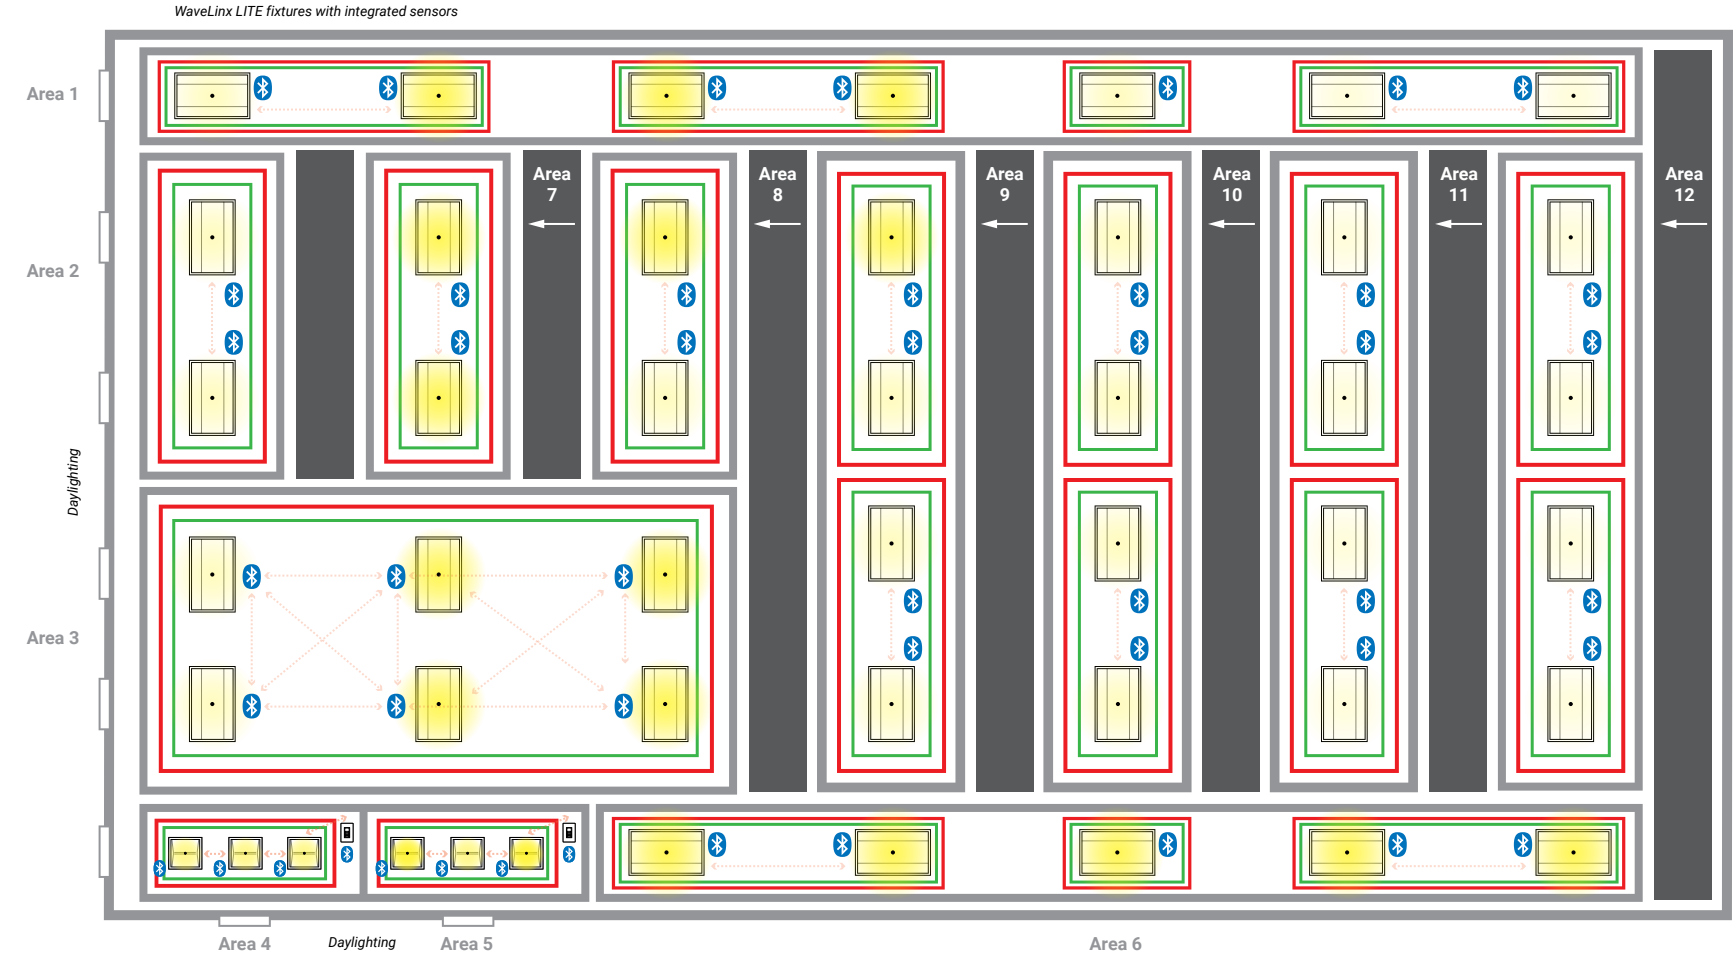 WaveLinx LITE fixtures with integrated sensors
Area 1
Area
7
Area
8
Area
9
Area
10
Area
11
Area
12
Area 2
Daylighting
Area 3
Area 4
Daylighting
Area 5
Area 6